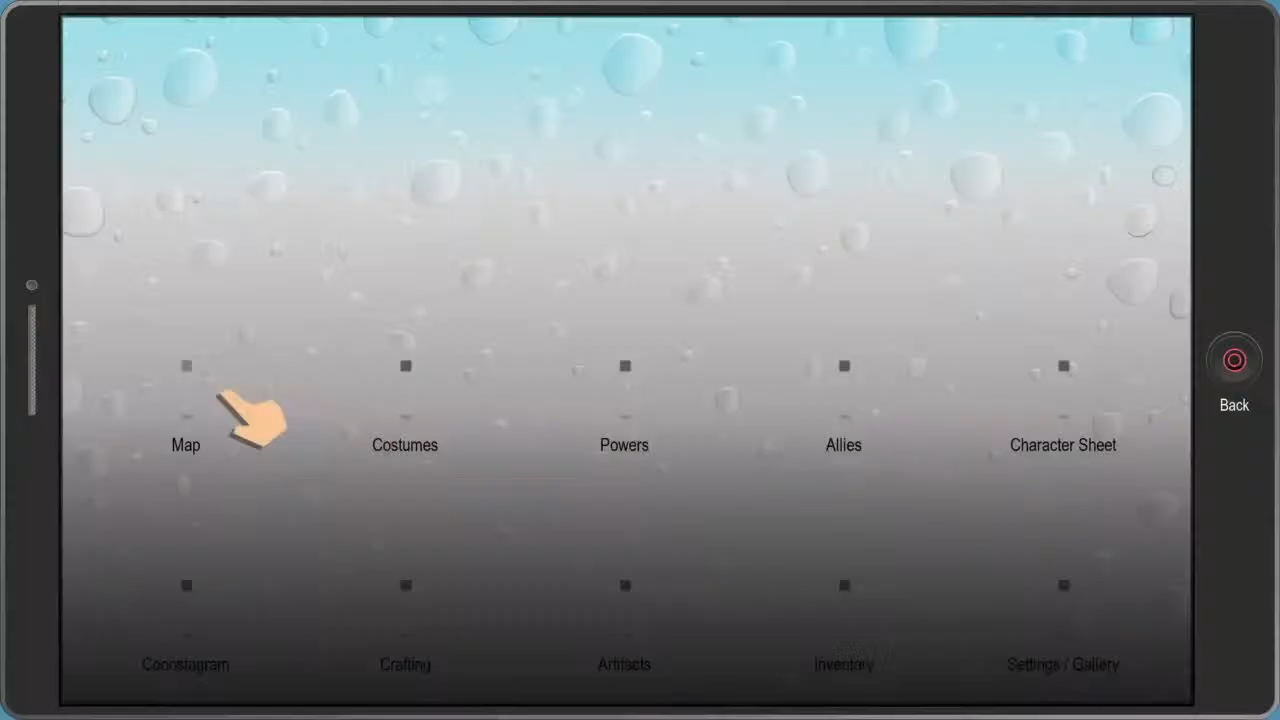 Back
Map
Costumes
Powers
Allies
Character Sheet
Coonstagram
Crafting
Artifacts
Inventory
Settings / Gallery